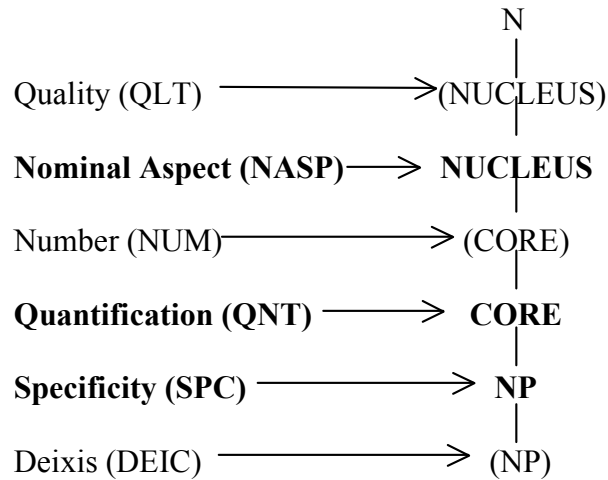 N
Quality (QLT) (NUCLEUS)
Nominal Aspect (NASP) NUCLEUS
Number (NUM) (CORE)
Quantification (QNT) CORE
Specificity (SPC) NP
Deixis (DEIC) (NP)